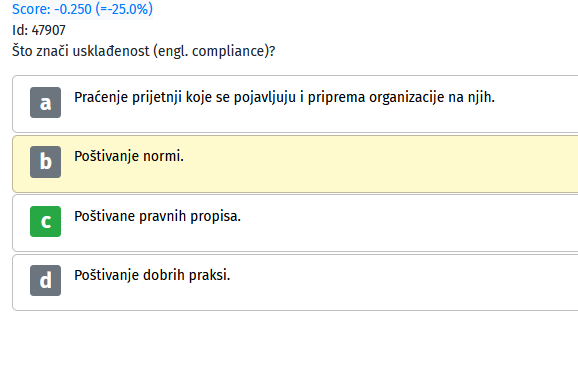 Score: -0.250 (=-25.0%)
Id: 47907
Što znači usklađenost (engl. compliance)?
a Praćenje prijetnji koje se pojavljuju i priprema organizacije na njih.
b Poštivanje normi.
c Poštivane pravnih propisa.
d Poštivanje dobrih praksi.